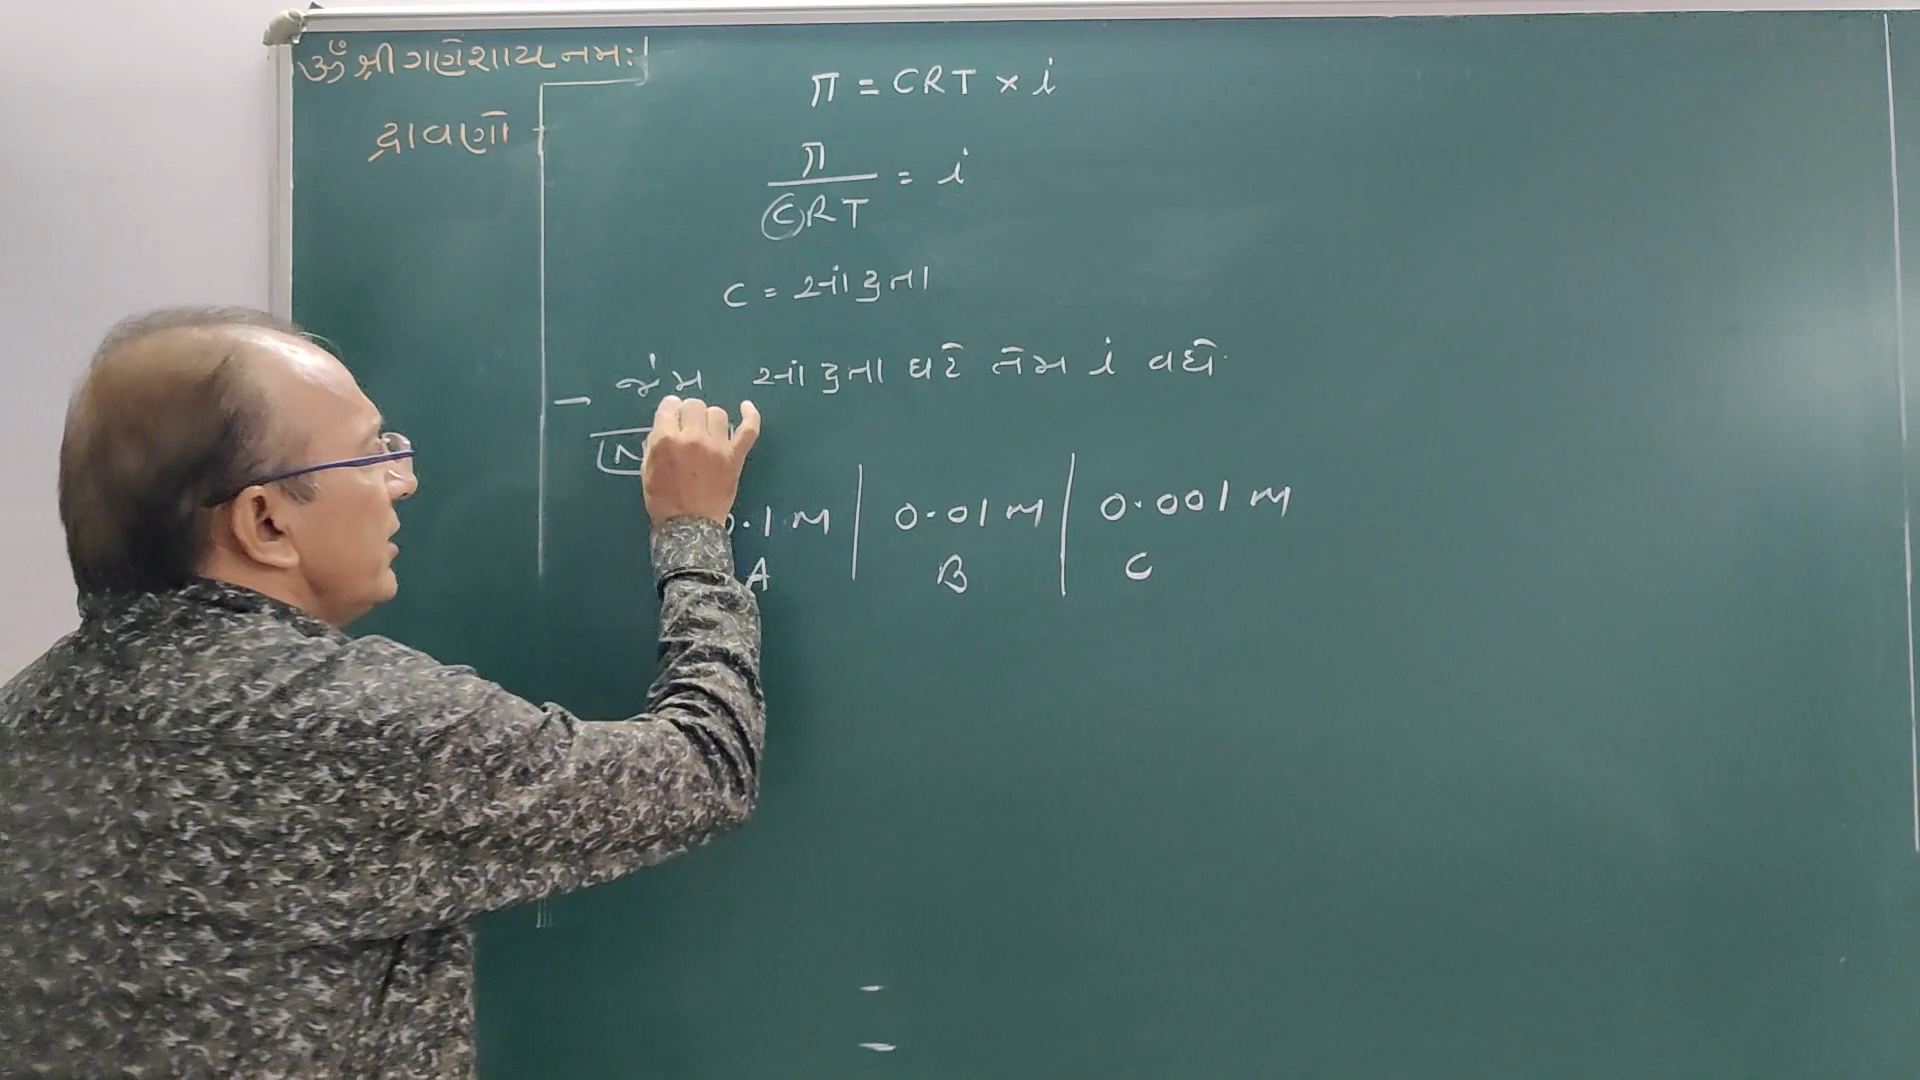 ૐ શ્રી ગણેશાય નમઃ
દ્રાવણો
π = CRT × i
π
— = i
CRT
C = સાંદ્રતા
– જેમ સાંદ્રતા ઘટે તેમ i વધે.
N
0.1 M | 0.01 M | 0.001 M
A B C